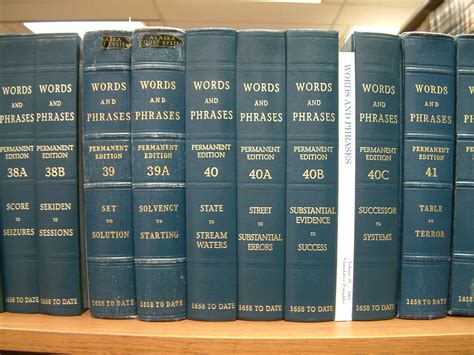 WORDS
AND
PHRASES
PERMANENT
EDITION
38A
SCORE
TO
SEIZURES
1658 TO DATE
WORDS
AND
PHRASES
PERMANENT
EDITION
38B
SEKIDEN
TO
SESSIONS
1658 TO DATE
WORDS
AND
PHRASES
PERMANENT
EDITION
39
SET
TO
SOLUTION
1658 TO DATE
ALASKA
COURT SYSTEM
WORDS
AND
PHRASES
PERMANENT
EDITION
39A
SOLVENCY
TO
STARTING
1658 TO DATE
WORDS
AND
PHRASES
PERMANENT
EDITION
40
STATE
TO
STREAM
WATERS
1658 TO DATE
WORDS
AND
PHRASES
PERMANENT
EDITION
40A
STREET
TO
SUBSTANTIAL
ERRORS
1658 TO DATE
WORDS
AND
PHRASES
PERMANENT
EDITION
40B
SUBSTANTIAL
EVIDENCE
TO
SUCCESS
1658 TO DATE
WORDS AND PHRASES
WORDS
AND
PHRASES
PERMANENT
EDITION
40C
SUCCESSOR
TO
SYSTEMS
1658 TO DATE
WORDS
AND
PHRASES
PERMANENT
EDITION
41
TABLE
TO
TERROR
1658 TO DATE